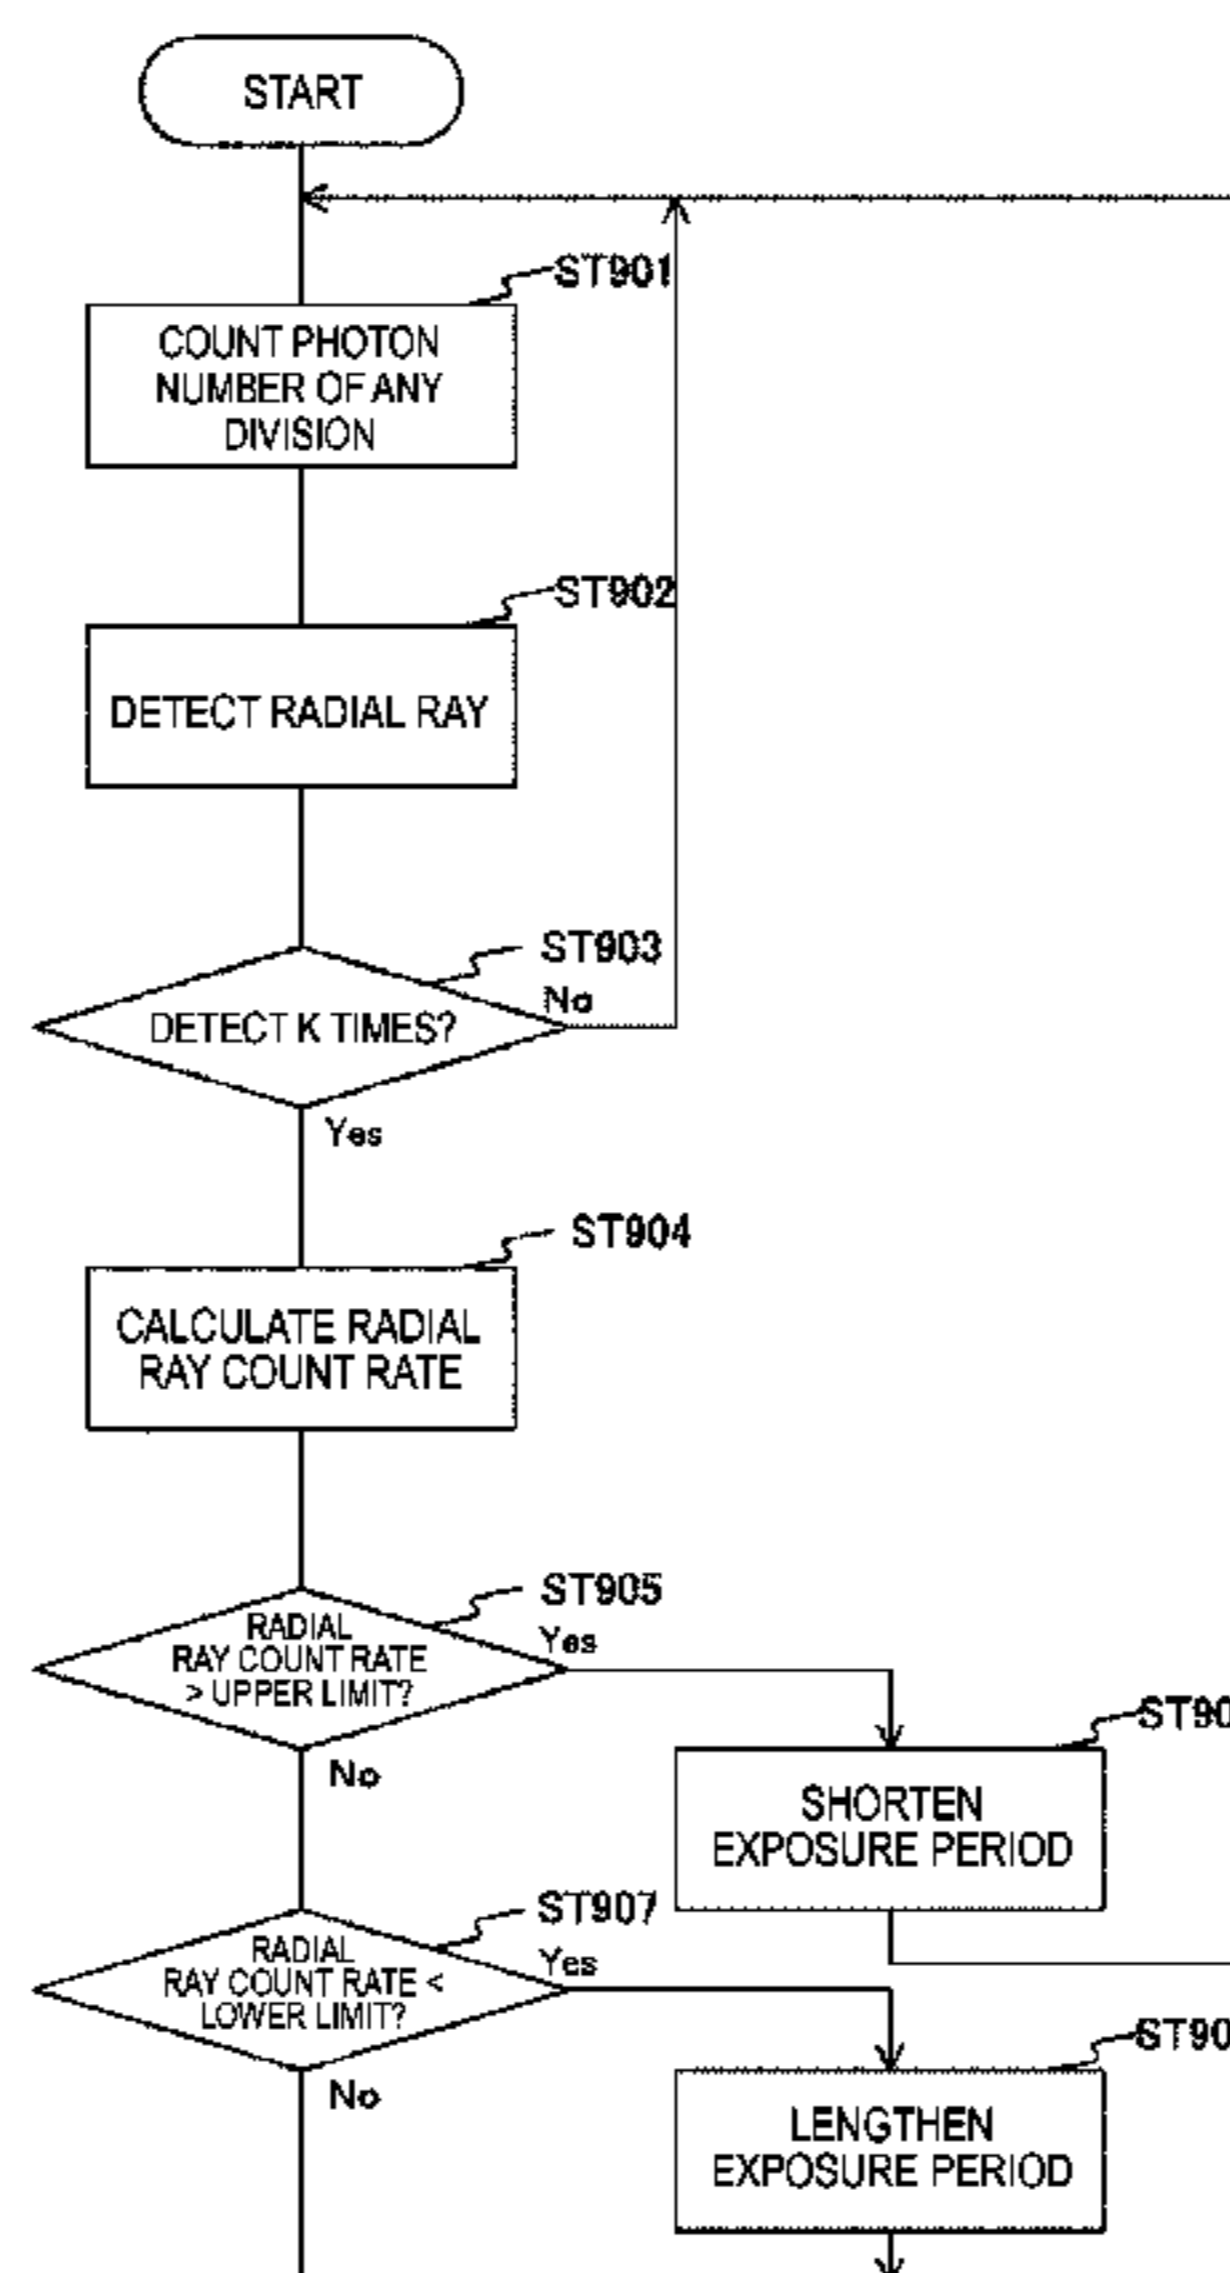 START
ST901
COUNT PHOTON
NUMBER OF ANY
DIVISION
ST902
DETECT RADIAL RAY
ST903
No
DETECT K TIMES?
Yes
ST904
CALCULATE RADIAL
RAY COUNT RATE
ST905
Yes
RADIAL
RAY COUNT RATE
> UPPER LIMIT?
No
ST90
SHORTEN
EXPOSURE PERIOD
ST907
Yes
RADIAL
RAY COUNT RATE <
LOWER LIMIT?
No
ST90
LENGTHEN
EXPOSURE PERIOD